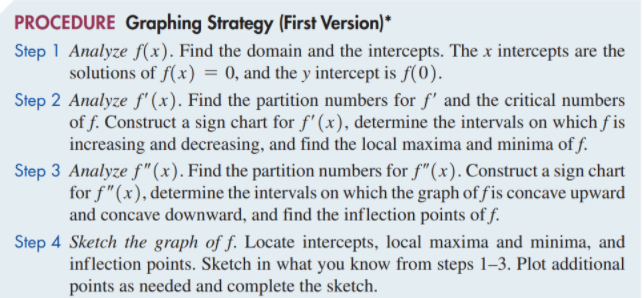 PROCEDURE Graphing Strategy (First Version)*
Step 1 Analyze f(x). Find the domain and the intercepts. The x intercepts are the
solutions of f(x) = 0, and the y intercept is f(0).
Step 2 Analyze f′(x). Find the partition numbers for f′ and the critical numbers
of f. Construct a sign chart for f′(x), determine the intervals on which f is
increasing and decreasing, and find the local maxima and minima of f.
Step 3 Analyze f″(x). Find the partition numbers for f″(x). Construct a sign chart
for f″(x), determine the intervals on which the graph of f is concave upward
and concave downward, and find the inflection points of f.
Step 4 Sketch the graph of f. Locate intercepts, local maxima and minima, and
inflection points. Sketch in what you know from steps 1–3. Plot additional
points as needed and complete the sketch.